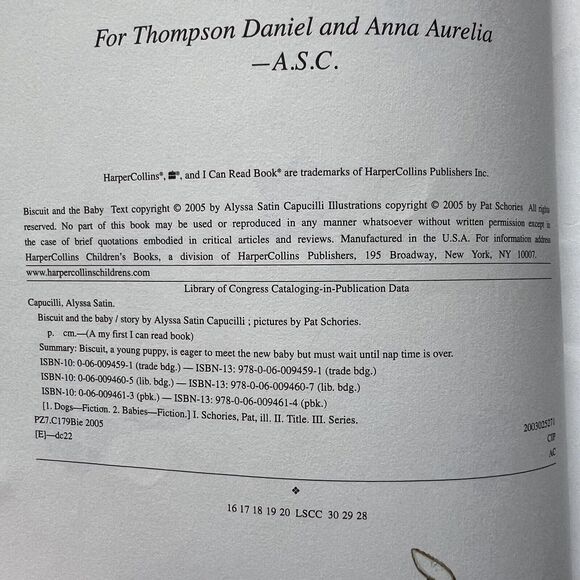 For Thompson Daniel and Anna Aurelia
—A.S.C.
HarperCollins®, ®, and I Can Read Book® are trademarks of HarperCollins Publishers Inc.
Biscuit and the Baby Text copyright © 2005 by Alyssa Satin Capucilli Illustrations copyright © 2005 by Pat Schories All rights
reserved. No part of this book may be used or reproduced in any manner whatsoever without written permission except in
the case of brief quotations embodied in critical articles and reviews. Manufactured in the U.S.A. For information address
HarperCollins Children's Books, a division of HarperCollins Publishers, 195 Broadway, New York, NY 10007.
www.harpercollinschildrens.com
Library of Congress Cataloging-in-Publication Data
Capucilli, Alyssa Satin.
Biscuit and the baby / story by Alyssa Satin Capucilli ; pictures by Pat Schories.
p. cm.—(A my first I can read book)
Summary: Biscuit, a young puppy, is eager to meet the new baby but must wait until nap time is over.
ISBN-10: 0-06-009459-1 (trade bdg.) — ISBN-13: 978-0-06-009459-1 (trade bdg.)
ISBN-10: 0-06-009460-5 (lib. bdg.) — ISBN-13: 978-0-06-009460-7 (lib. bdg.)
ISBN-10: 0-06-009461-3 (pbk.) — ISBN-13: 978-0-06-009461-4 (pbk.)
[1. Dogs—Fiction. 2. Babies—Fiction.] I. Schories, Pat, ill. II. Title. III. Series.
PZ7.C179Bie 2005
[E]—dc22
2003025271
CIP
AC
16 17 18 19 20 LSCC 30 29 28